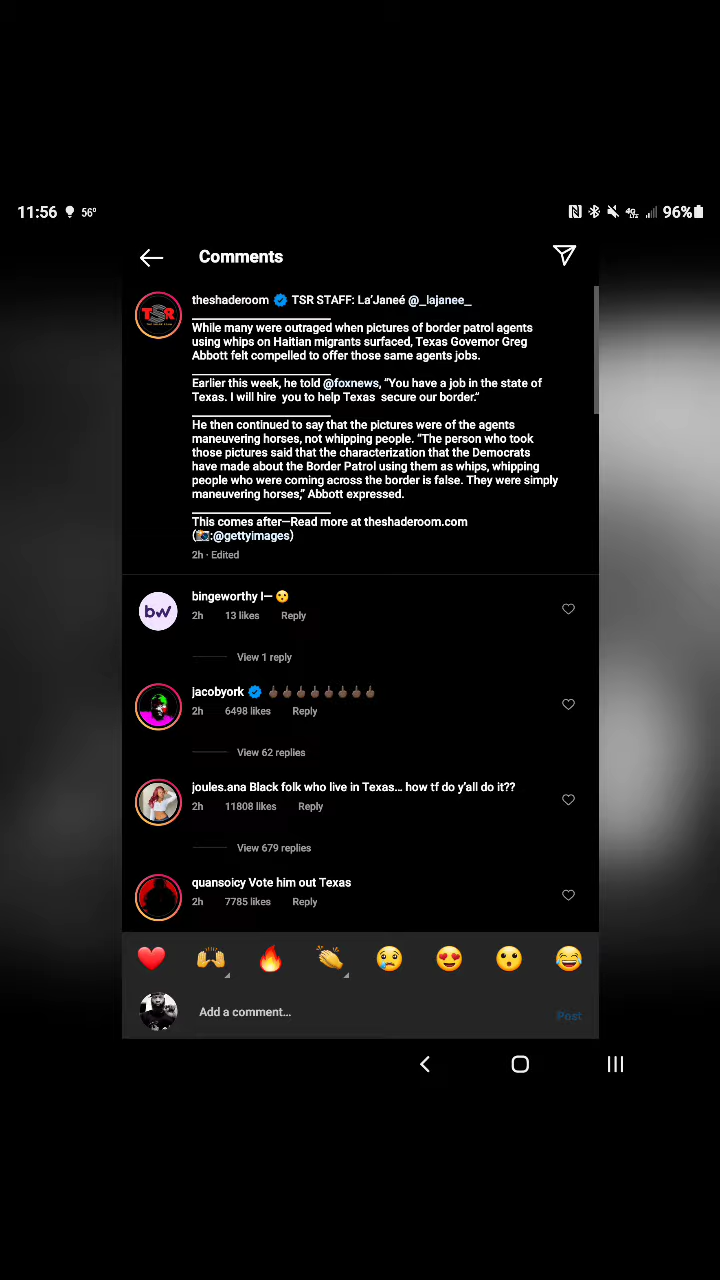 11:56 56° 4G LTE 96%
Comments
TSR
theshaderoom TSR STAFF: La'Janeé @_lajanee_
While many were outraged when pictures of border patrol agents
using whips on Haitian migrants surfaced, Texas Governor Greg
Abbott felt compelled to offer those same agents jobs.
Earlier this week, he told @foxnews, “You have a job in the state of
Texas. I will hire  you to help Texas  secure our border.”
He then continued to say that the pictures were of the agents
maneuvering horses, not whipping people. “The person who took
those pictures said that the characterization that the Democrats
have made about the Border Patrol using them as whips, whipping
people who were coming across the border is false. They were simply
maneuvering horses,” Abbott expressed.
This comes after—Read more at theshaderoom.com
(📸:@gettyimages)
2h · Edited
bw
bingeworthy I— 😯
2h 13 likes Reply
View 1 reply
jacobyork 🖕🏿🖕🏿🖕🏿🖕🏿🖕🏿🖕🏿🖕🏿🖕🏿
2h 6498 likes Reply
View 62 replies
joules.ana Black folk who live in Texas... how tf do y'all do it??
2h 11808 likes Reply
View 679 replies
quansoicy Vote him out Texas
2h 7785 likes Reply
❤️ 🙌 🔥 👏 😢 😍 😮 😂
Add a comment... Post